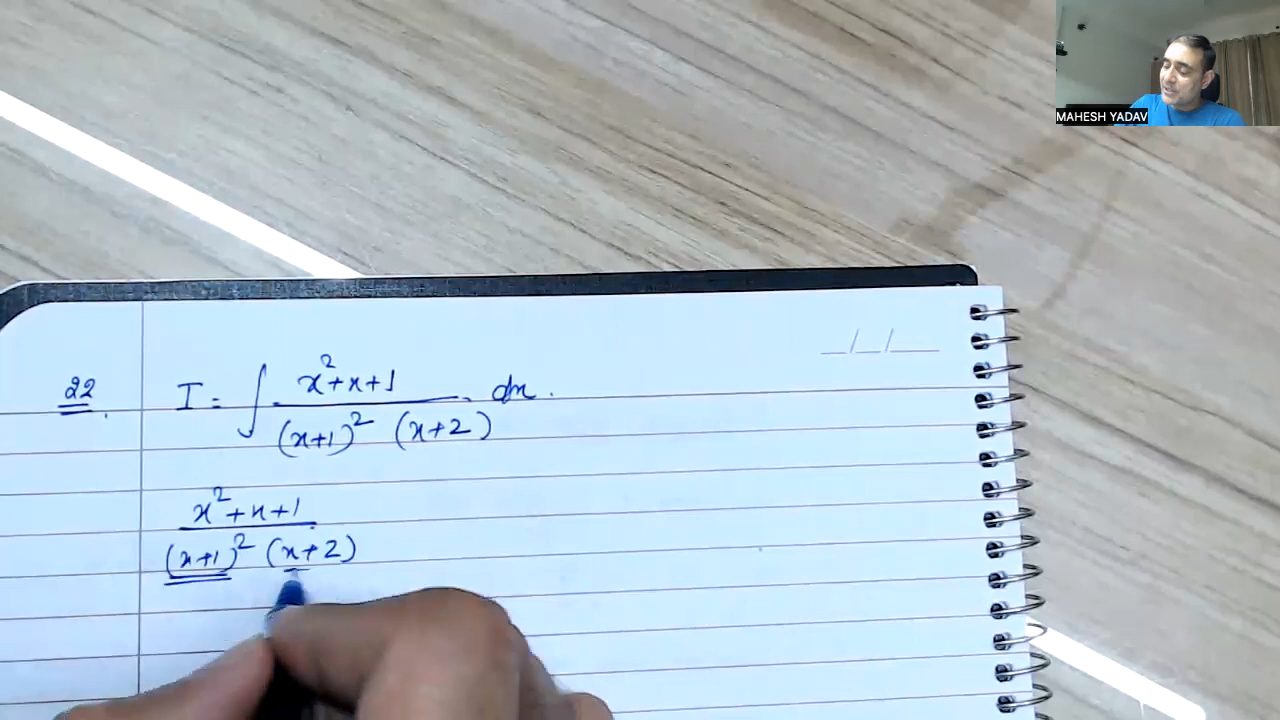 MAHESH YADAV
_/_/_
22. I = ∫ x²+x+1 / (x+1)² (x+2) . dx.
x²+x+1
(x+1)² (x+2)